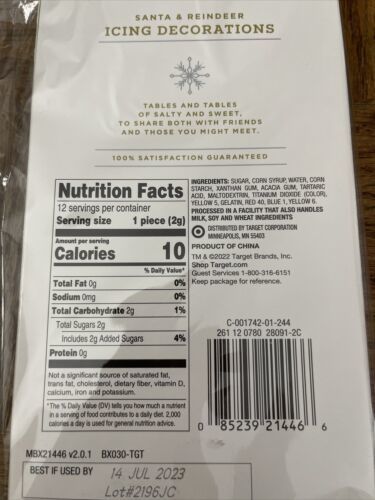 SANTA & REINDEER
ICING DECORATIONS
TABLES AND TABLES
OF SALTY AND SWEET,
TO SHARE BOTH WITH FRIENDS
AND THOSE YOU MIGHT MEET.
100% SATISFACTION GUARANTEED
Nutrition Facts
12 servings per container
Serving size 1 piece (2g)
Amount per serving
Calories 10
% Daily Value*
Total Fat 0g 0%
Sodium 0mg 0%
Total Carbohydrate 2g 1%
Total Sugars 2g
Includes 2g Added Sugars 4%
Protein 0g
Not a significant source of saturated fat,
trans fat, cholesterol, dietary fiber, vitamin D,
calcium, iron and potassium.
*The % Daily Value (DV) tells you how much a nutrient
in a serving of food contributes to a daily diet. 2,000
calories a day is used for general nutrition advice.
INGREDIENTS: SUGAR, CORN SYRUP, WATER, CORN
STARCH, XANTHAN GUM, ACACIA GUM, TARTARIC
ACID, MALTODEXTRIN, TITANIUM DIOXIDE (COLOR),
YELLOW 5, GELATIN, RED 40, BLUE 1, YELLOW 6.
PROCESSED IN A FACILITY THAT ALSO HANDLES
MILK, SOY AND WHEAT INGREDIENTS
DISTRIBUTED BY TARGET CORPORATION
MINNEAPOLIS, MN 55403
PRODUCT OF CHINA
TM & ©2022 Target Brands, Inc.
Shop Target.com
Guest Services 1-800-316-6151
Keep package for reference.
C-001742-01-244
261 12 0780 28091-2C
0 85239 21446 6
MBX21446 v2.0.1 BX030-TGT
BEST IF USED BY 14 JUL 2023
Lot#2196JC